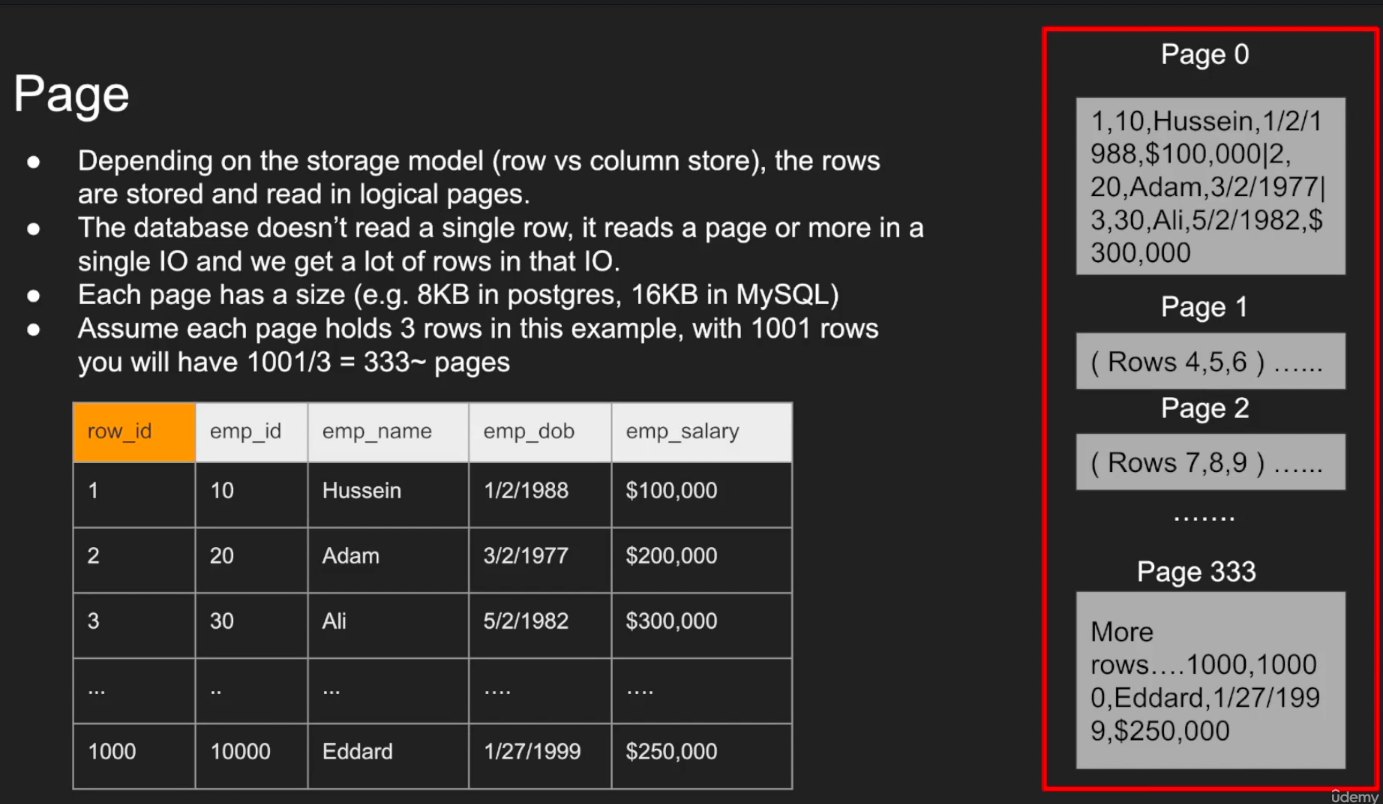 Page
● Depending on the storage model (row vs column store), the rows
are stored and read in logical pages.
● The database doesn’t read a single row, it reads a page or more in a
single IO and we get a lot of rows in that IO.
● Each page has a size (e.g. 8KB in postgres, 16KB in MySQL)
● Assume each page holds 3 rows in this example, with 1001 rows
you will have 1001/3 = 333~ pages
row_id emp_id emp_name emp_dob emp_salary
1 10 Hussein 1/2/1988 $100,000
2 20 Adam 3/2/1977 $200,000
3 30 Ali 5/2/1982 $300,000
... .. ... .... ....
1000 10000 Eddard 1/27/1999 $250,000
Page 0
1,10,Hussein,1/2/1
988,$100,000|2,
20,Adam,3/2/1977|
3,30,Ali,5/2/1982,$
300,000
Page 1
( Rows 4,5,6 ) ……
Page 2
( Rows 7,8,9 ) ……
…….
Page 333
More
rows….1000,1000
0,Eddard,1/27/199
9,$250,000
ûdemy